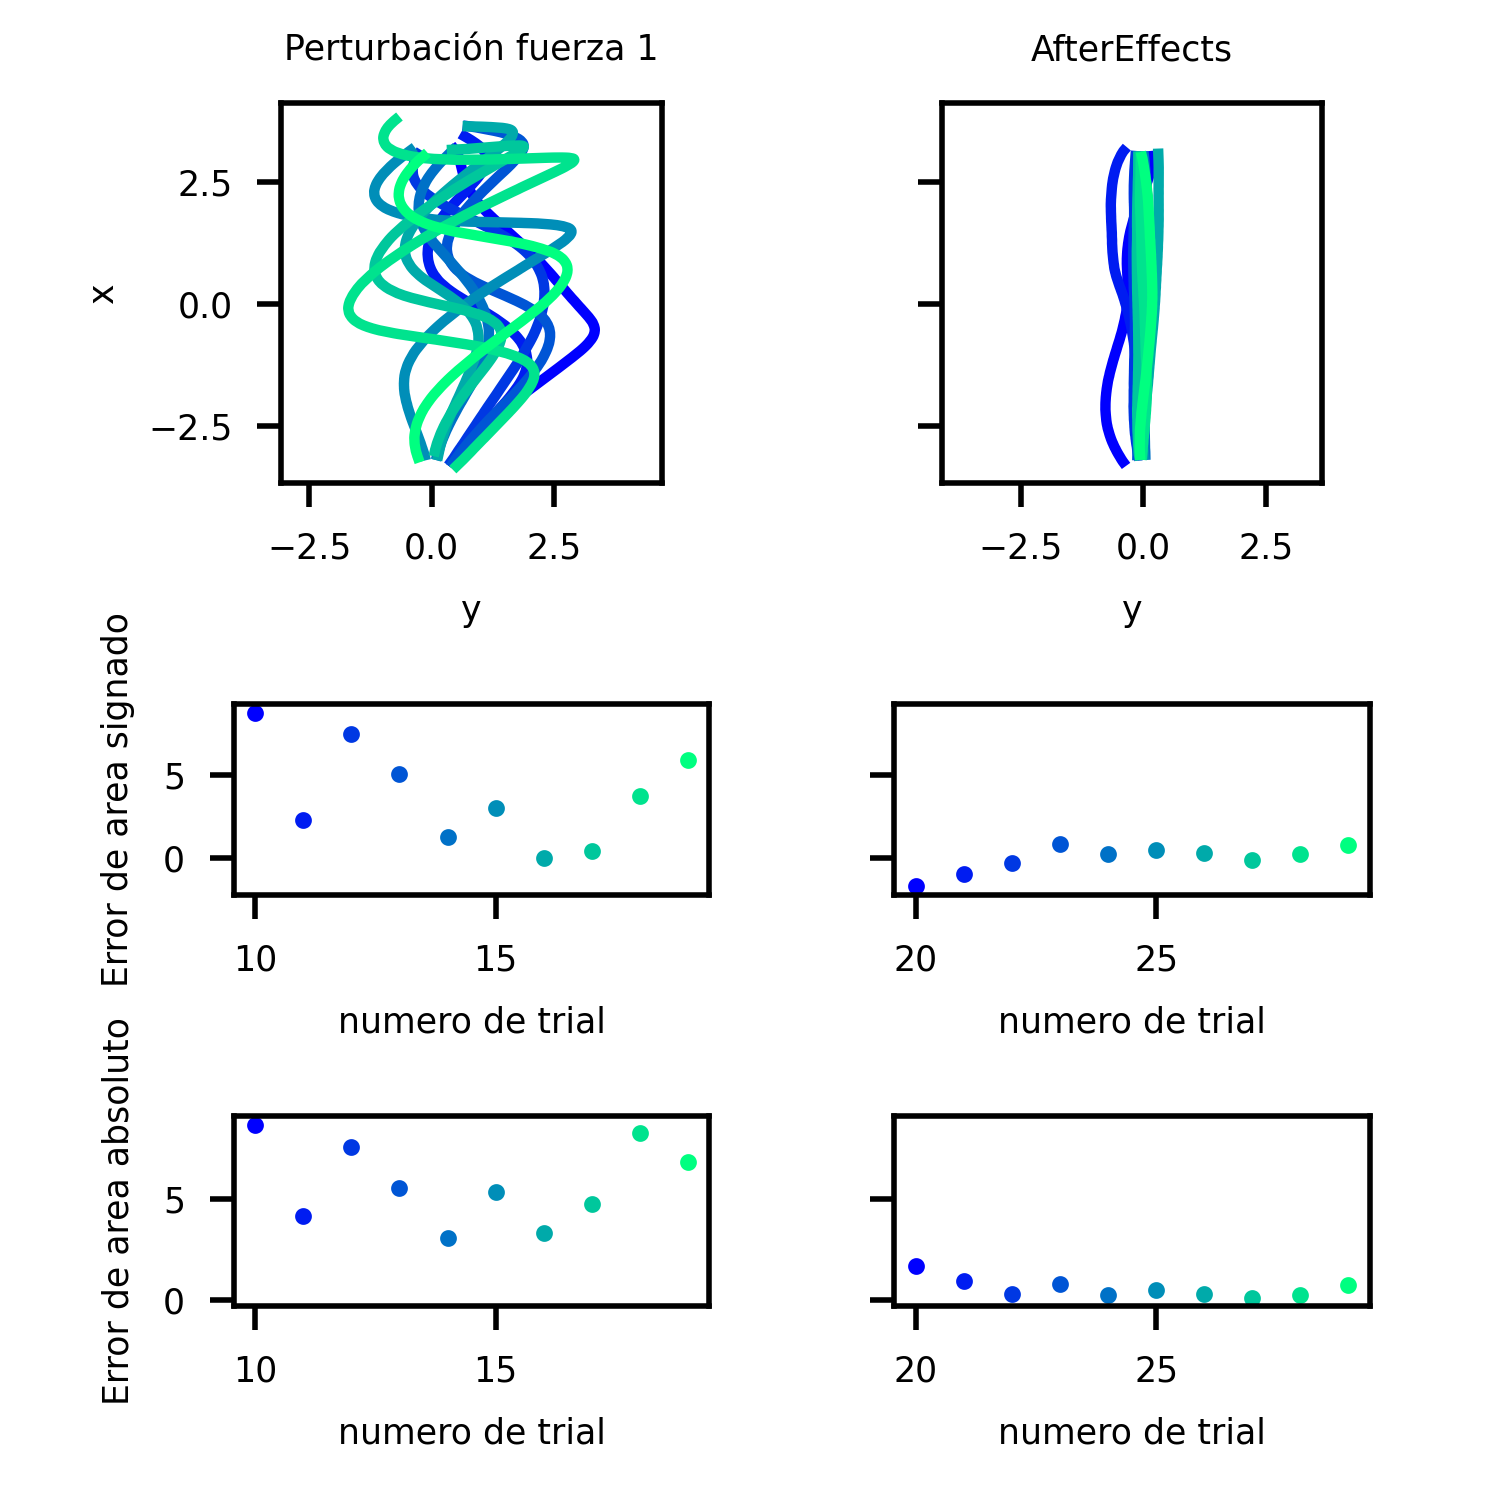 Perturbación fuerza 1
AfterEffects
x
2.5
0.0
−2.5
−2.5 0.0 2.5
y
−2.5 0.0 2.5
y
Error de area signado
5
0
10 15
numero de trial
20 25
numero de trial
Error de area absoluto
5
0
10 15
numero de trial
20 25
numero de trial